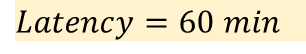 Latency = 60 min